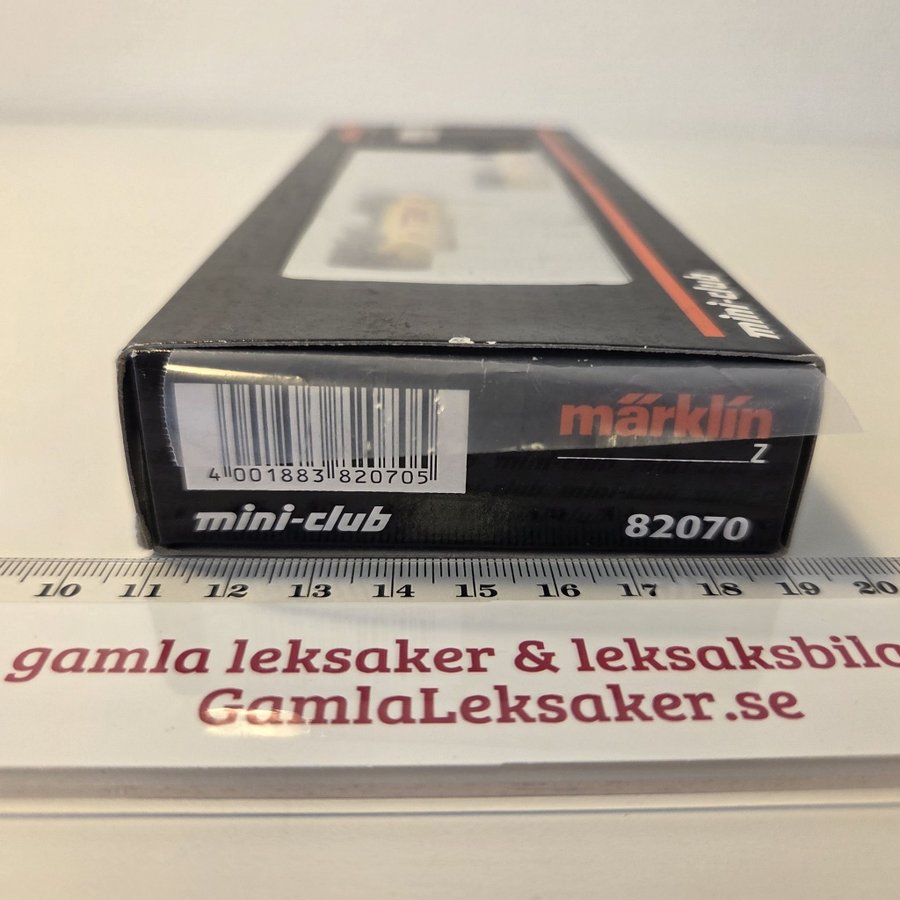 mini-club
märklín
Z
4 001883 820705
mini-club
82070
10 11 12 13 14 15 16 17 18 19 20
gamla leksaker & leksaksbila
GamlaLeksaker.se